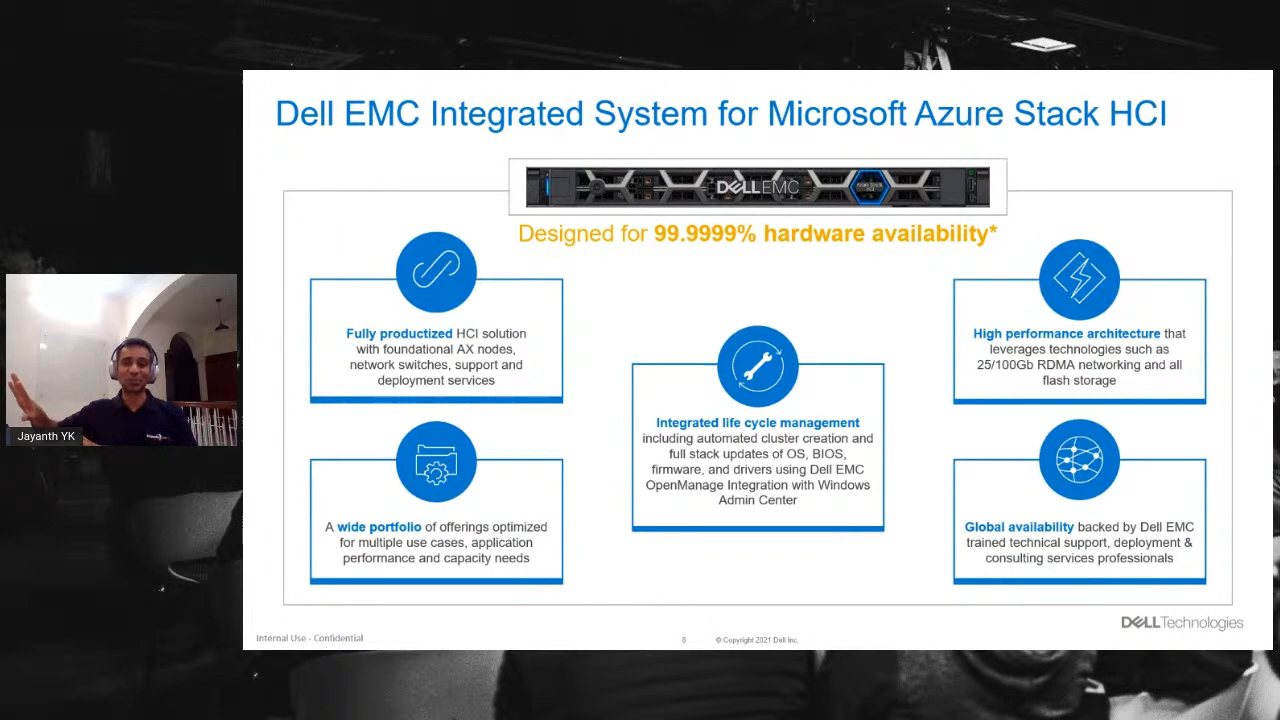 Dell EMC Integrated System for Microsoft Azure Stack HCI
DELL EMC
Azure Stack
HCI
Designed for 99.9999% hardware availability*
Fully productized HCI solution
with foundational AX nodes,
network switches, support and
deployment services
A wide portfolio of offerings optimized
for multiple use cases, application
performance and capacity needs
Integrated life cycle management
including automated cluster creation and
full stack updates of OS, BIOS,
firmware, and drivers using Dell EMC
OpenManage Integration with Windows
Admin Center
High performance architecture that
leverages technologies such as
25/100Gb RDMA networking and all
flash storage
Global availability backed by Dell EMC
trained technical support, deployment &
consulting services professionals
Jayanth YK
DELL Technologies
Internal Use - Confidential
8
© Copyright 2021 Dell Inc.